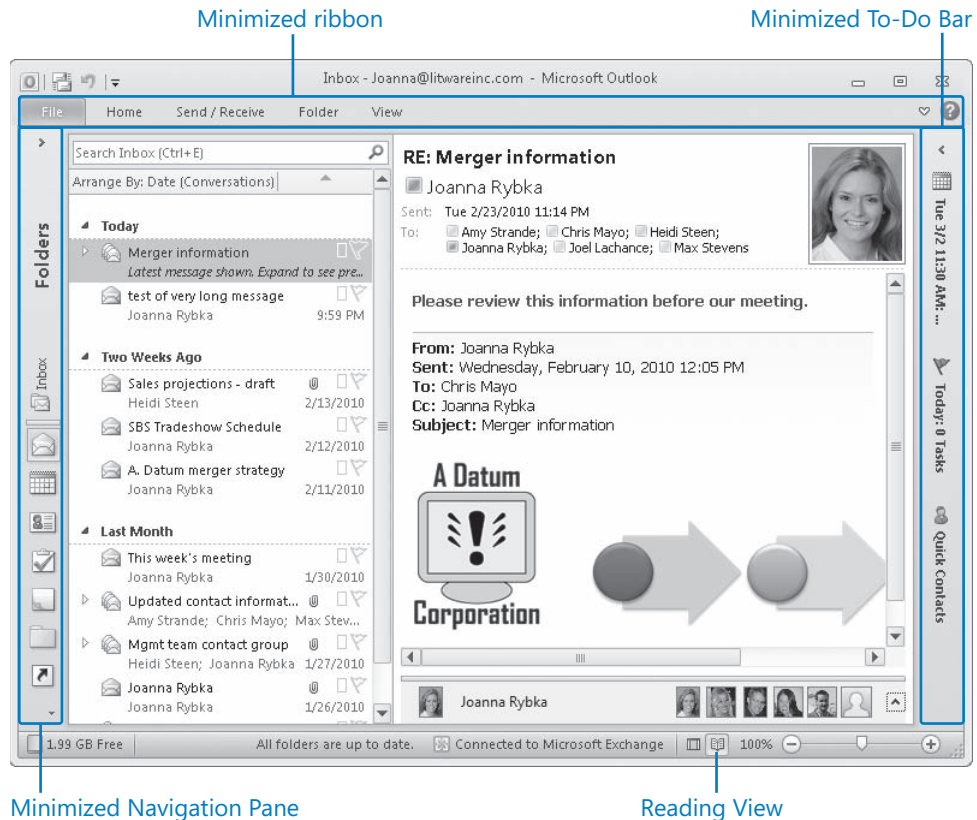 Minimized ribbon
Minimized To-Do Bar
Inbox - Joanna@litwareinc.com - Microsoft Outlook
File Home Send / Receive Folder View
Search Inbox (Ctrl+E)
Arrange By: Date (Conversations)
Today
Merger information
Latest message shown. Expand to see pre...
test of very long message
Joanna Rybka 9:59 PM
Two Weeks Ago
Sales projections - draft
Heidi Steen 2/13/2010
SBS Tradeshow Schedule
Joanna Rybka 2/12/2010
A. Datum merger strategy
Joanna Rybka 2/11/2010
Last Month
This week's meeting
Joanna Rybka 1/30/2010
Updated contact informat...
Amy Strande; Chris Mayo; Max Stev...
Mgmt team contact group
Heidi Steen; Joanna Rybka 1/27/2010
Joanna Rybka
Joanna Rybka 1/26/2010
Folders
Inbox
RE: Merger information
Joanna Rybka
Sent: Tue 2/23/2010 11:14 PM
To: Amy Strande; Chris Mayo; Heidi Steen;
Joanna Rybka; Joel Lachance; Max Stevens
Please review this information before our meeting.
From: Joanna Rybka
Sent: Wednesday, February 10, 2010 12:05 PM
To: Chris Mayo
Cc: Joanna Rybka
Subject: Merger information
A Datum
Corporation
Joanna Rybka
Tue 3/2 11:30 AM: ...
Today: 0 Tasks
Quick Contacts
1.99 GB Free All folders are up to date. Connected to Microsoft Exchange 100%
Minimized Navigation Pane
Reading View